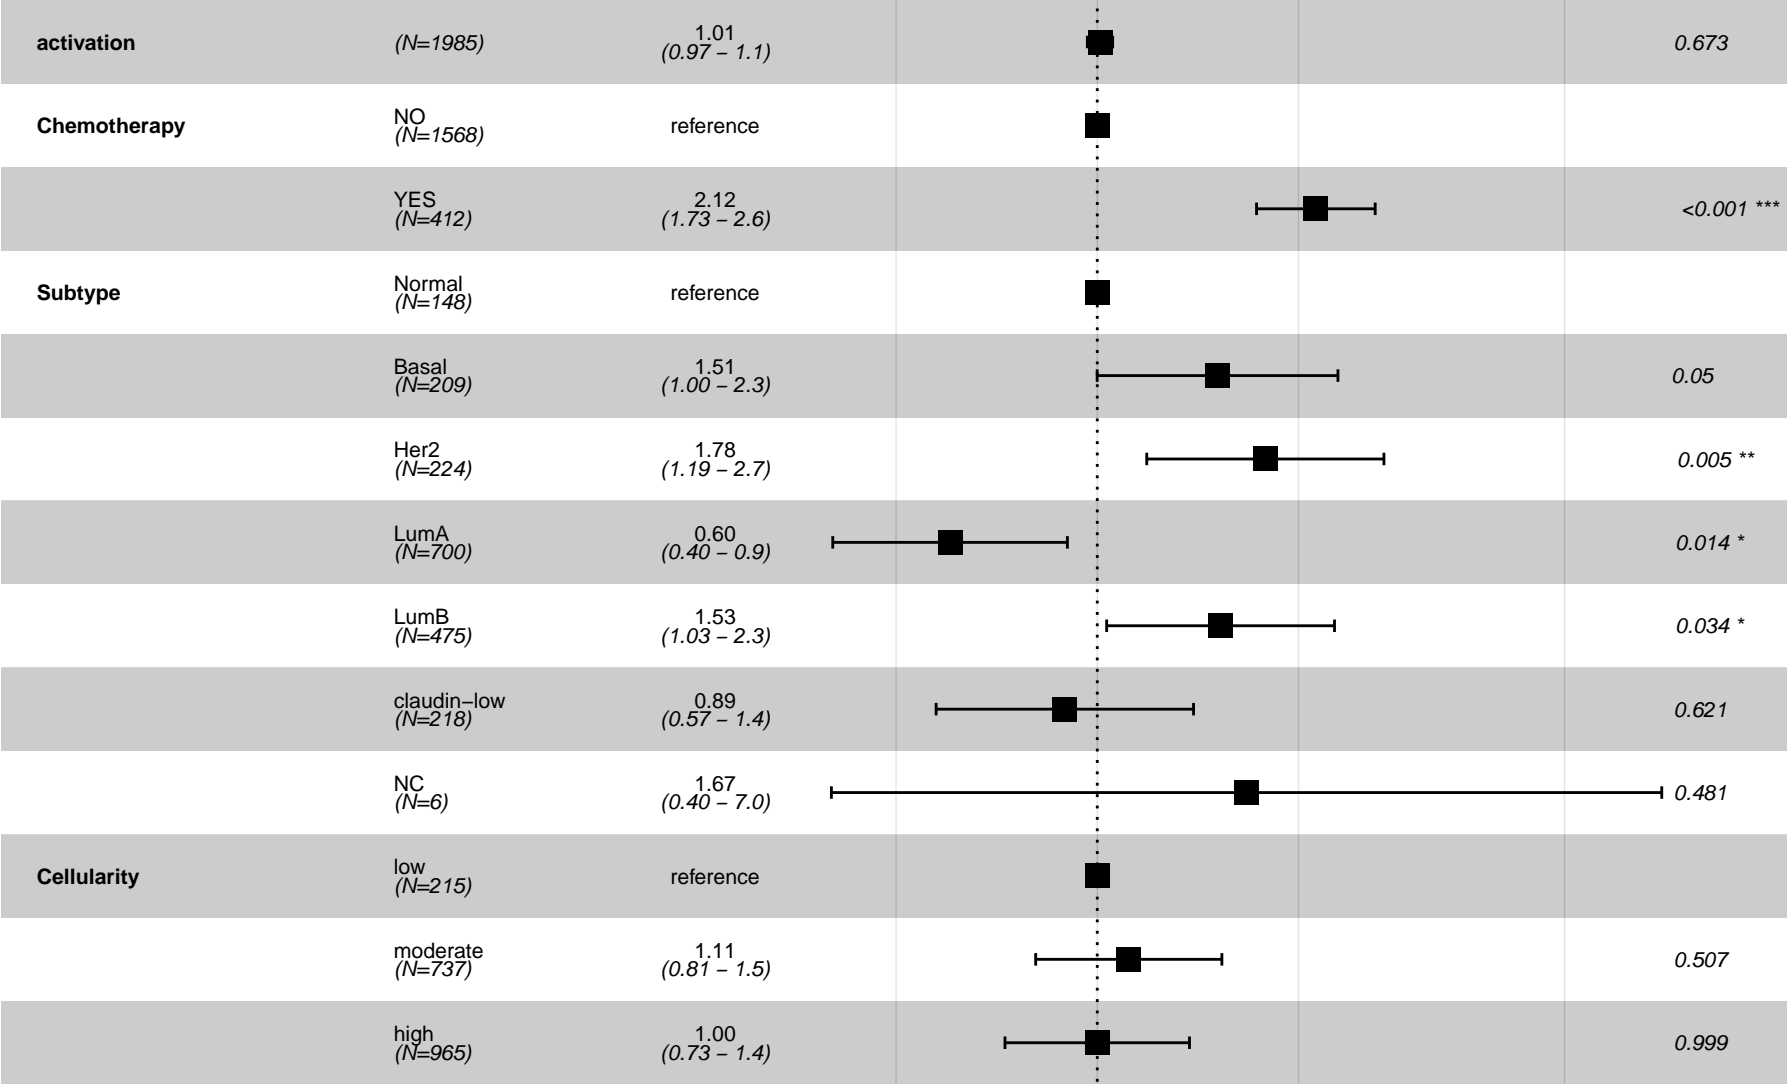 activation (N=1985) 1.01 (0.97 – 1.1) 0.673
Chemotherapy NO (N=1568) reference
YES (N=412) 2.12 (1.73 – 2.6) <0.001 ***
Subtype Normal (N=148) reference
Basal (N=209) 1.51 (1.00 – 2.3) 0.05
Her2 (N=224) 1.78 (1.19 – 2.7) 0.005 **
LumA (N=700) 0.60 (0.40 – 0.9) 0.014 *
LumB (N=475) 1.53 (1.03 – 2.3) 0.034 *
claudin−low (N=218) 0.89 (0.57 – 1.4) 0.621
NC (N=6) 1.67 (0.40 – 7.0) 0.481
Cellularity low (N=215) reference
moderate (N=737) 1.11 (0.81 – 1.5) 0.507
high (N=965) 1.00 (0.73 – 1.4) 0.999